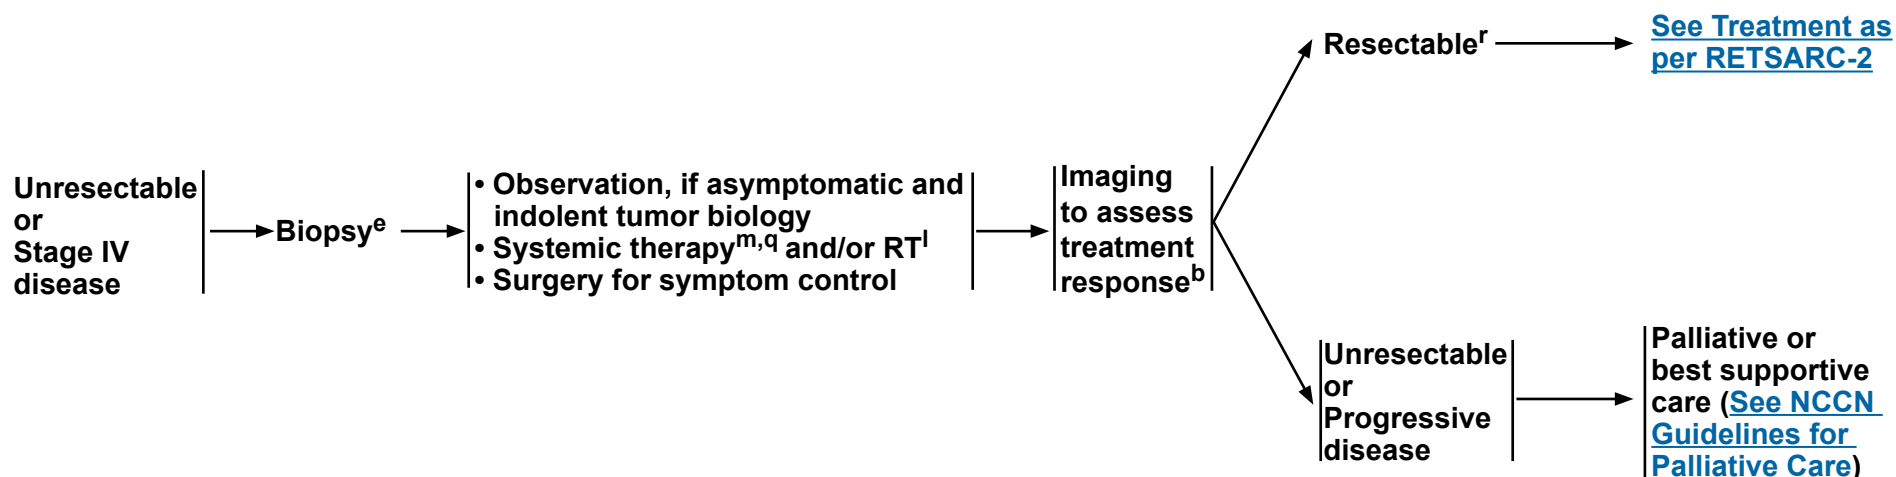 Unresectable
or
Stage IV
disease
Biopsyᵉ
• Observation, if asymptomatic and
indolent tumor biology
• Systemic therapyᵐ,q and/or RTˡ
• Surgery for symptom control
Imaging
to assess
treatment
responseᵇ
Resectableʳ
See Treatment as
per RETSARC-2
Unresectable
or
Progressive
disease
Palliative or
best supportive
care (See NCCN
Guidelines for
Palliative Care)